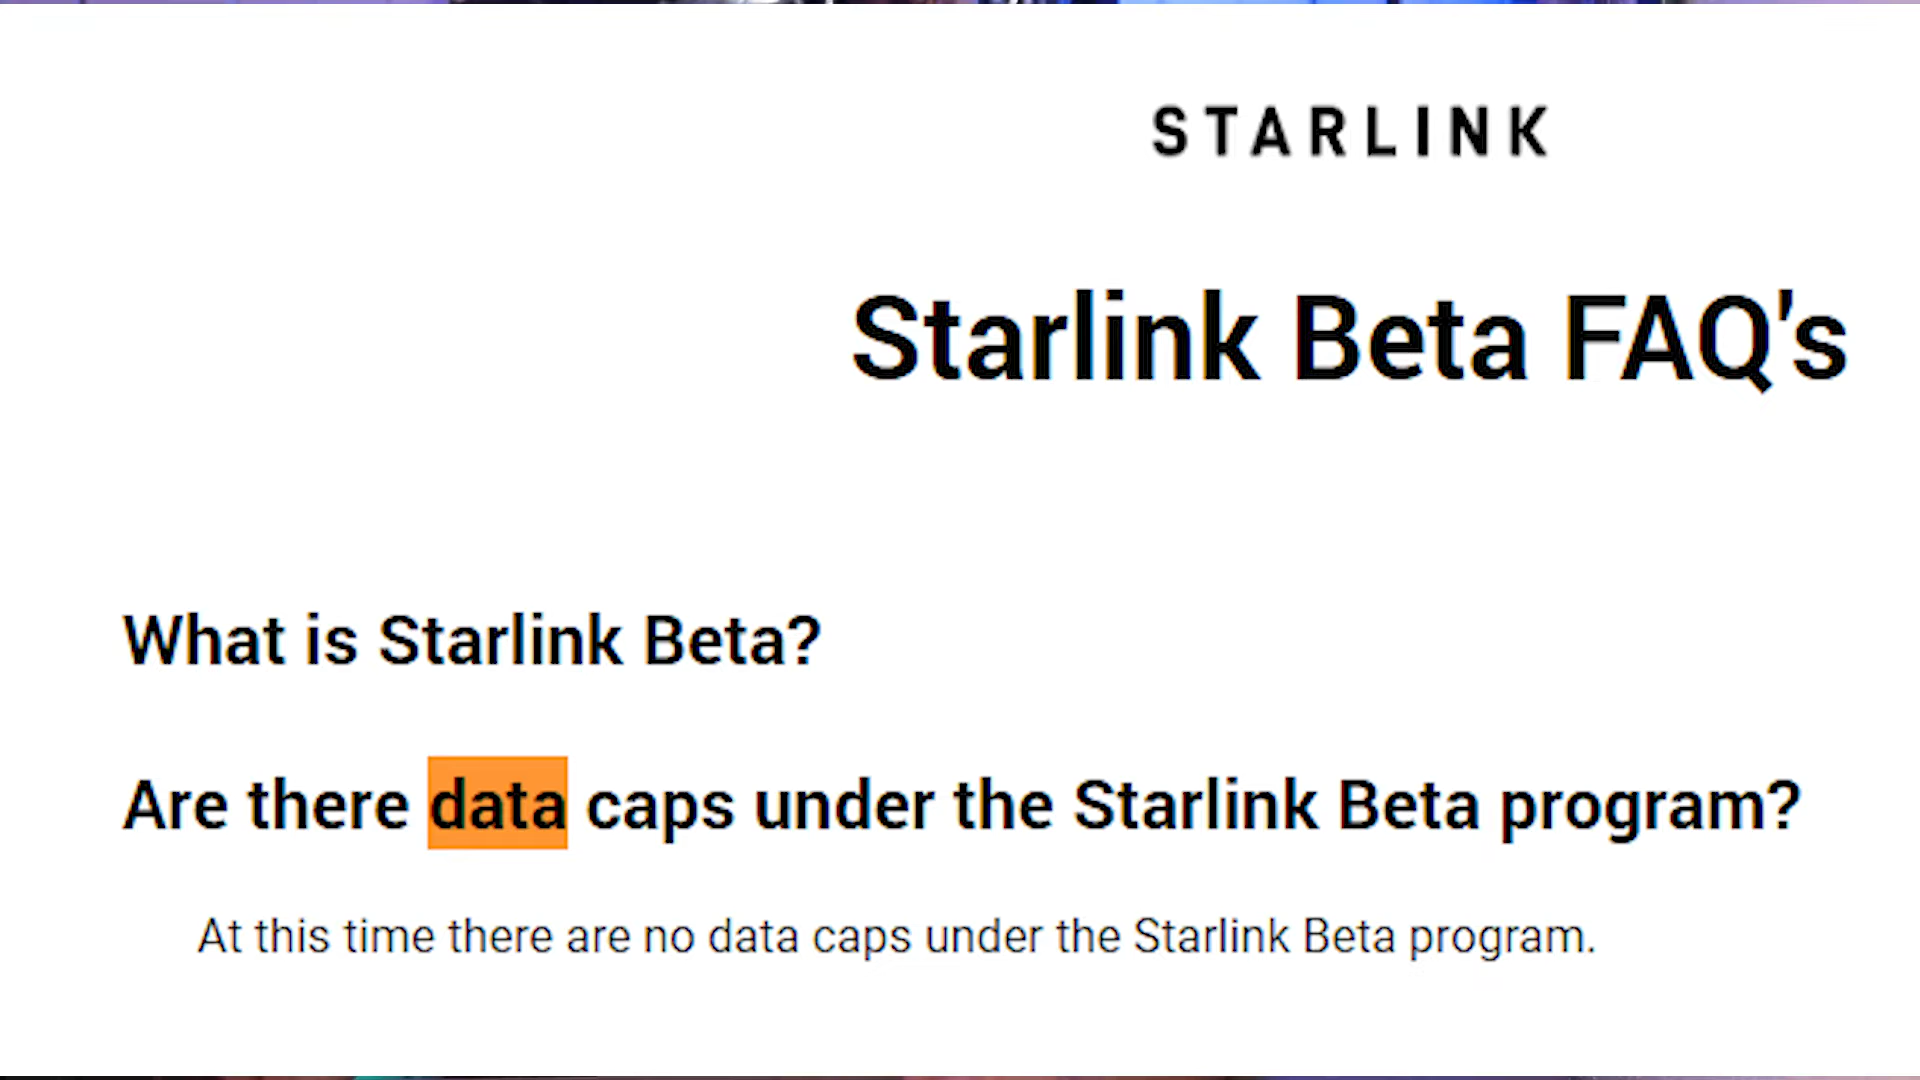 STARLINK
Starlink Beta FAQ's
What is Starlink Beta?
Are there data caps under the Starlink Beta program?
At this time there are no data caps under the Starlink Beta program.